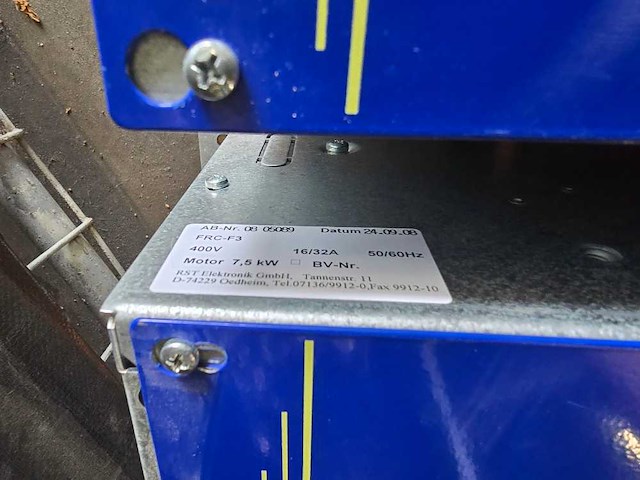 AB-Nr. 08 05089 Datum 24.09.08
FRC-F3
400V 16/32A 50/60Hz
Motor 7,5 kW □ BV-Nr.
RST Elektronik GmbH, Tannenstr. 11
D-74229 Oedheim, Tel.07136/9912-0,Fax 9912-10